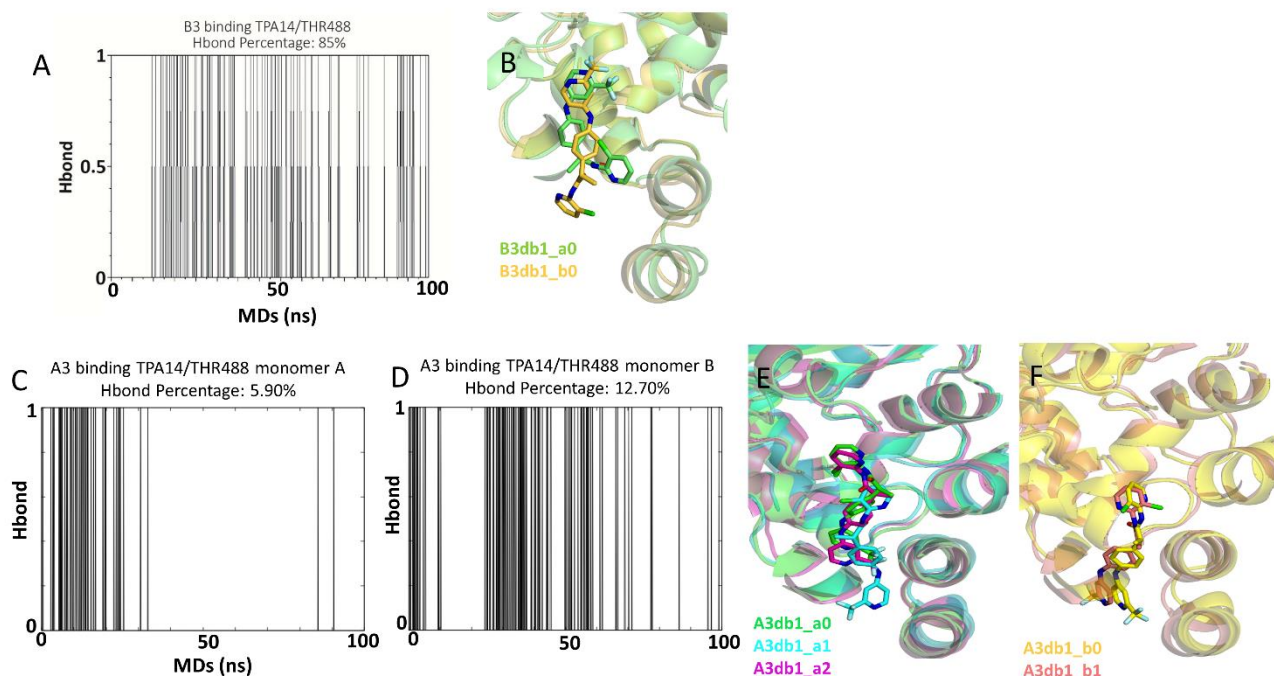 A
B3 binding TPA14/THR488
Hbond Percentage: 85%
1
0.5
0
Hbond
0
50
100
MDs (ns)
B
B3db1_a0
B3db1_b0
C
A3 binding TPA14/THR488 monomer A
Hbond Percentage: 5.90%
1
0
Hbond
0
50
100
MDs (ns)
D
A3 binding TPA14/THR488 monomer B
Hbond Percentage: 12.70%
1
0
Hbond
0
50
100
MDs (ns)
E
A3db1_a0
A3db1_a1
A3db1_a2
F
A3db1_b0
A3db1_b1